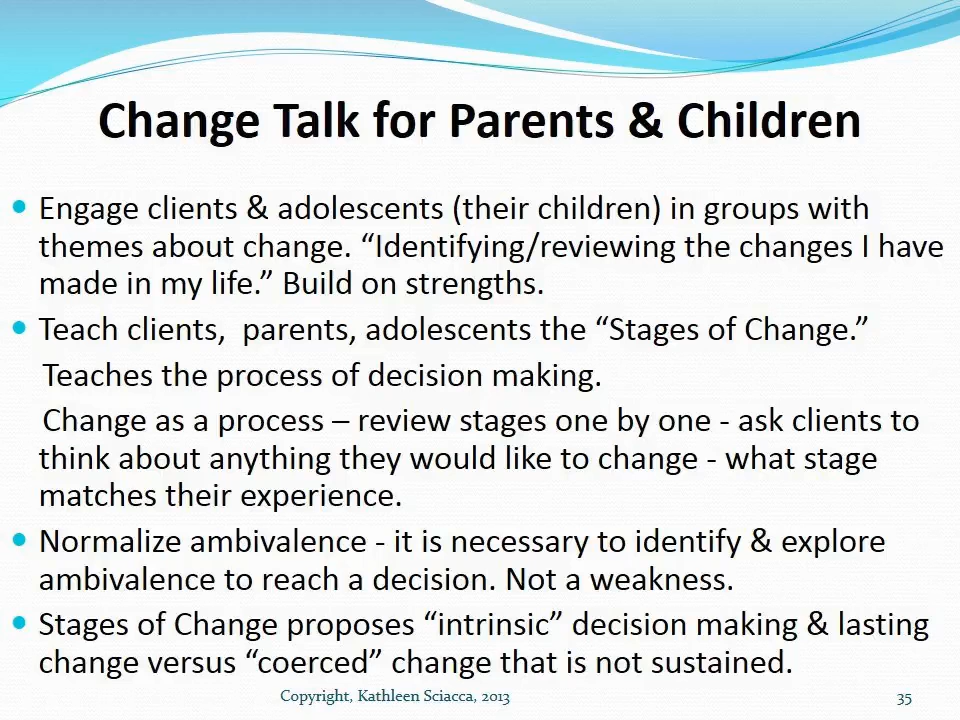 Change Talk for Parents & Children
• Engage clients & adolescents (their children) in groups with
themes about change. “Identifying/reviewing the changes I have
made in my life.” Build on strengths.
• Teach clients,  parents, adolescents the “Stages of Change.”
Teaches the process of decision making.
Change as a process – review stages one by one - ask clients to
think about anything they would like to change - what stage
matches their experience.
• Normalize ambivalence - it is necessary to identify & explore
ambivalence to reach a decision. Not a weakness.
• Stages of Change proposes “intrinsic” decision making & lasting
change versus “coerced” change that is not sustained.
Copyright, Kathleen Sciacca, 2013
35